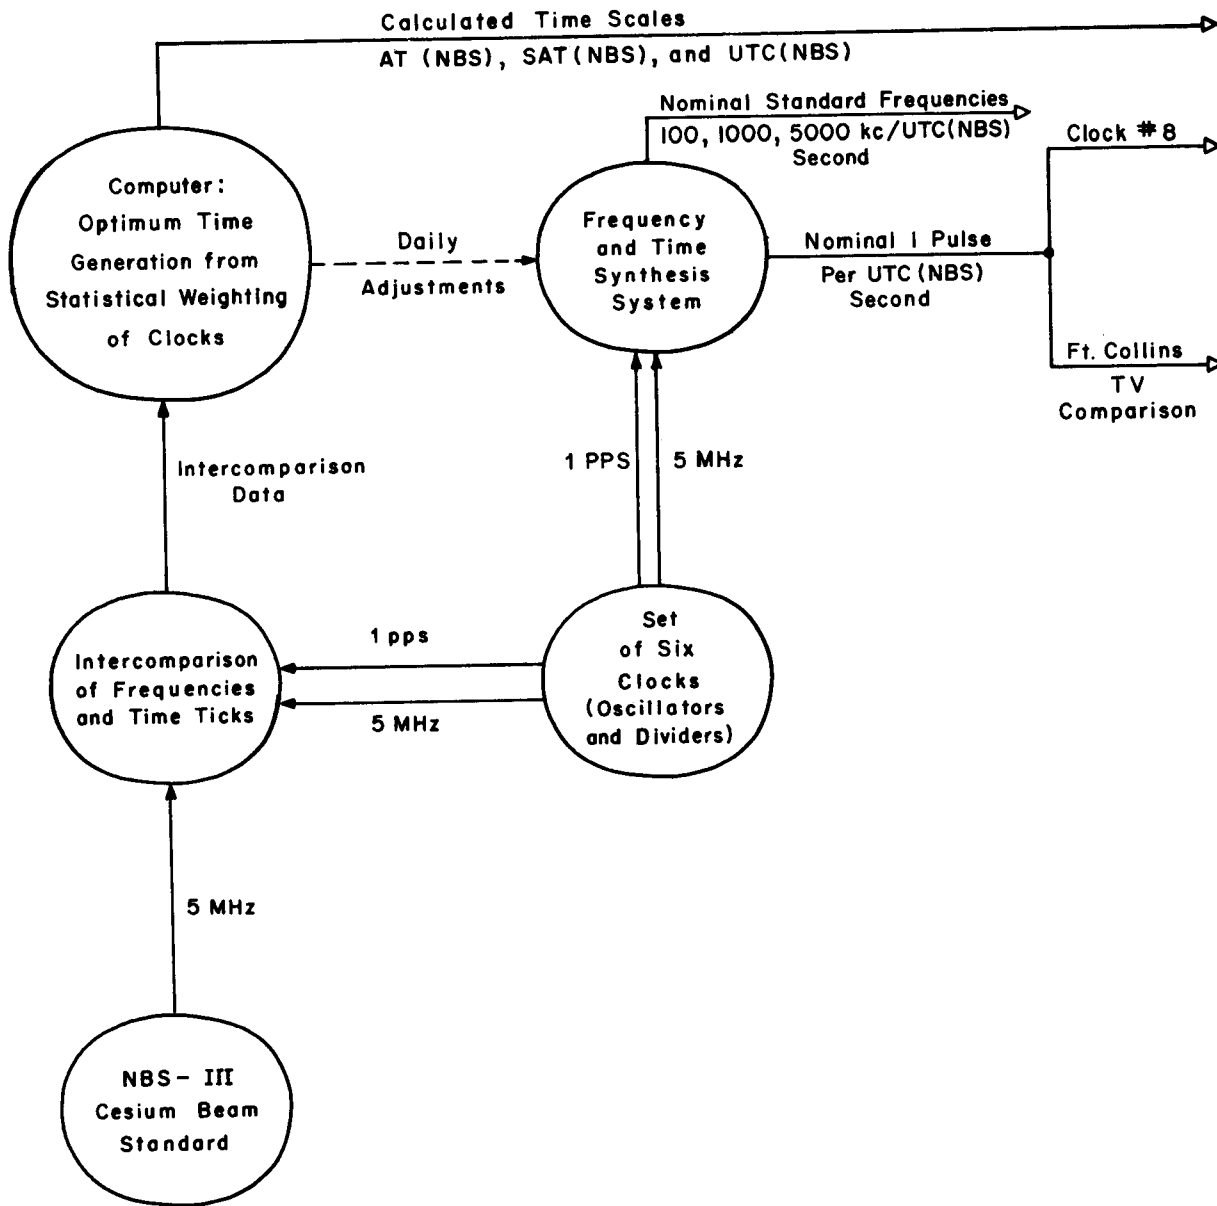 Calculated Time Scales
AT (NBS), SAT(NBS), and UTC(NBS)
Nominal Standard Frequencies
100, 1000, 5000 kc/UTC(NBS)
Second
Clock #8
Computer:
Optimum Time
Generation from
Statistical Weighting
of Clocks
Daily
Adjustments
Frequency
and Time
Synthesis
System
Nominal 1 Pulse
Per UTC (NBS)
Second
Ft. Collins
TV
Comparison
Intercomparison
Data
1 PPS
5 MHz
Intercomparison
of Frequencies
and Time Ticks
1 pps
5 MHz
Set
of Six
Clocks
(Oscillators
and Dividers)
5 MHz
NBS- III
Cesium Beam
Standard